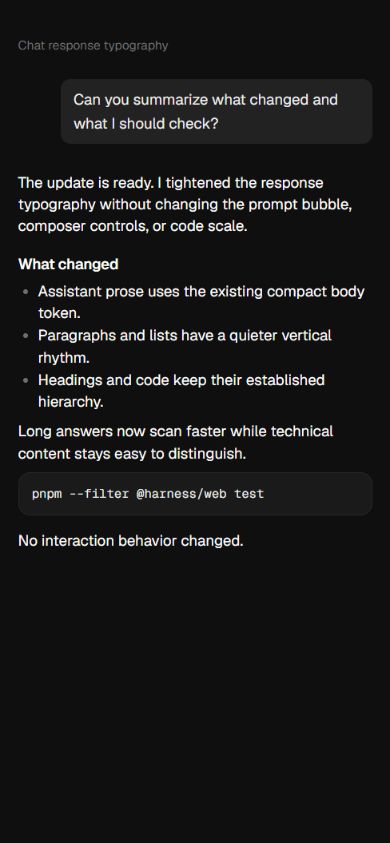 Chat response typography
Can you summarize what changed and
what I should check?
The update is ready. I tightened the response
typography without changing the prompt bubble,
composer controls, or code scale.
What changed
Assistant prose uses the existing compact body
token.
Paragraphs and lists have a quieter vertical
rhythm.
Headings and code keep their established
hierarchy.
Long answers now scan faster while technical
content stays easy to distinguish.
pnpm --filter @harness/web test
No interaction behavior changed.